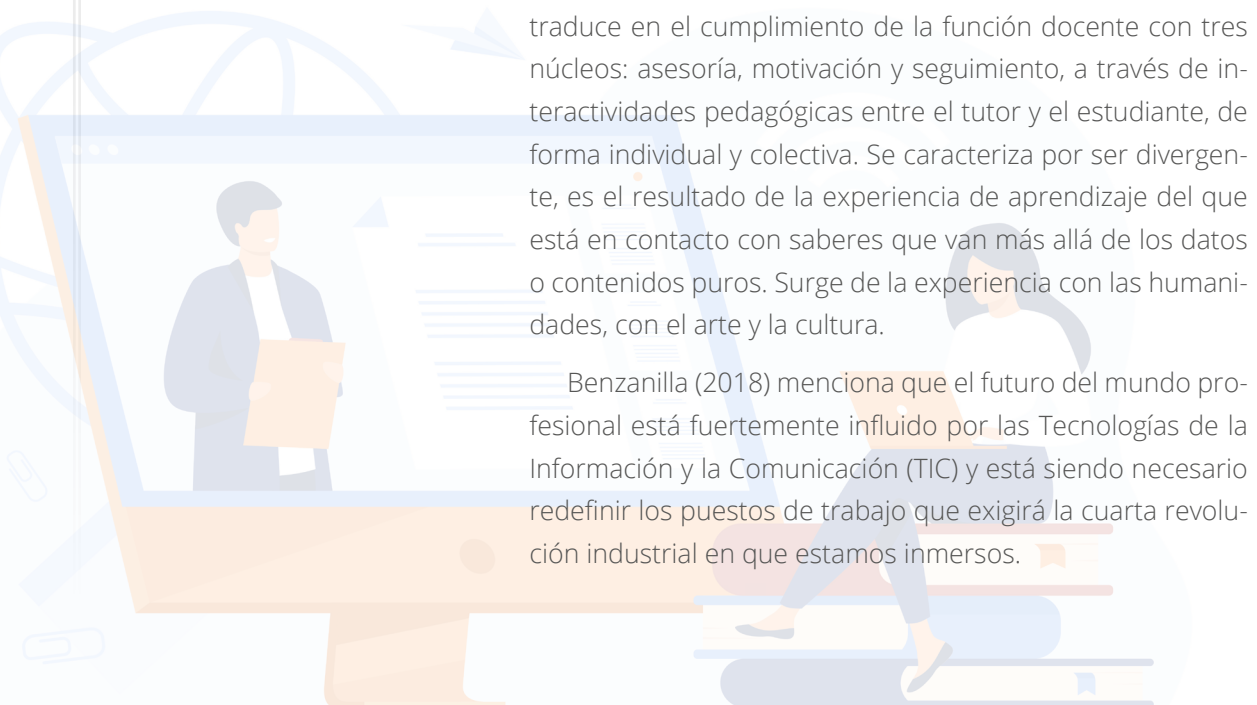 traduce en el cumplimiento de la función docente con tres
núcleos: asesoría, motivación y seguimiento, a través de in-
teractividades pedagógicas entre el tutor y el estudiante, de
forma individual y colectiva. Se caracteriza por ser divergen-
te, es el resultado de la experiencia de aprendizaje del que
está en contacto con saberes que van más allá de los datos
o contenidos puros. Surge de la experiencia con las humani-
dades, con el arte y la cultura.
Benzanilla (2018) menciona que el futuro del mundo pro-
fesional está fuertemente influido por las Tecnologías de la
Información y la Comunicación (TIC) y está siendo necesario
redefinir los puestos de trabajo que exigirá la cuarta revolu-
ción industrial en que estamos inmersos.